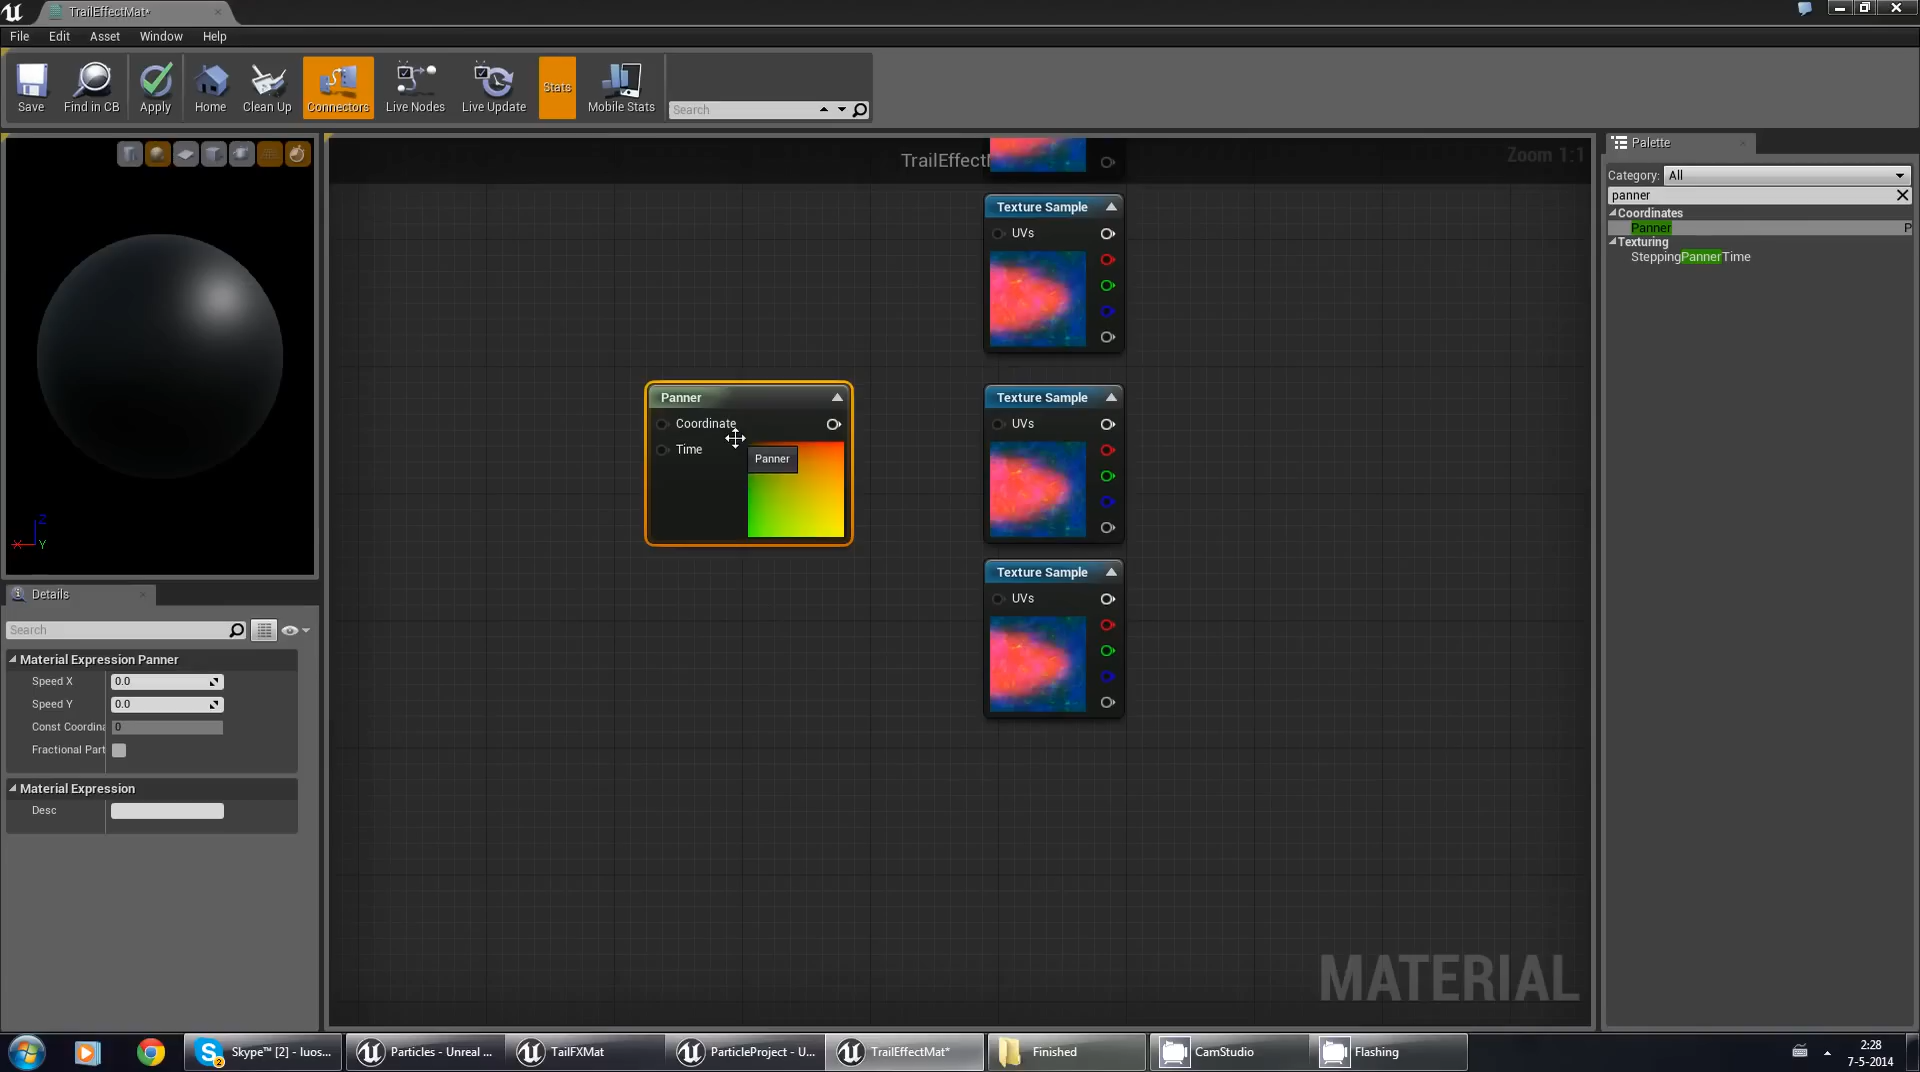 TrailEffectMat*
File Edit Asset Window Help
Save Find in CB Apply Home Clean Up Connectors Live Nodes Live Update Stats Mobile Stats
Search
TrailEffect
Zoom 1:1
Palette
Category: All
panner
Coordinates
Panner P
Texturing
SteppingPannerTime
Texture Sample
UVs
Panner
Coordinate
Time
Panner
Texture Sample
UVs
Texture Sample
UVs
Z
X Y
Details
Search
Material Expression Panner
Speed X 0.0
Speed Y 0.0
Const Coordina 0
Fractional Part
Material Expression
Desc
MATERIAL
Skype™ [2] - luos... Particles - Unreal ... TailFXMat ParticleProject - U... TrailEffectMat* Finished CamStudio Flashing
2:28
7-5-2014